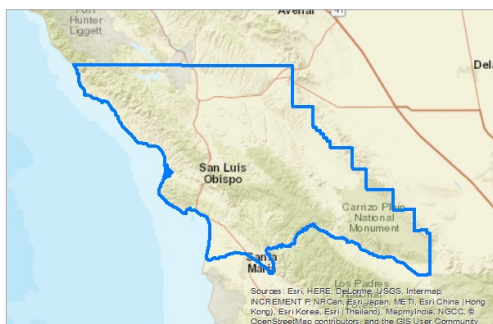 Fort
Hunter
Liggett
Avenal
41
Dela
San Luis
Obispo
Carrizo Plain
National
Monument
Santa
Maria
Los Padres
Sources: Esri, HERE, DeLorme, USGS, Intermap,
INCREMENT P, NRCan, Esri Japan, METI, Esri China (Hong
Kong), Esri Korea, Esri (Thailand), MapmyIndia, NGCC, ©
OpenStreetMap contributors, and the GIS User Community